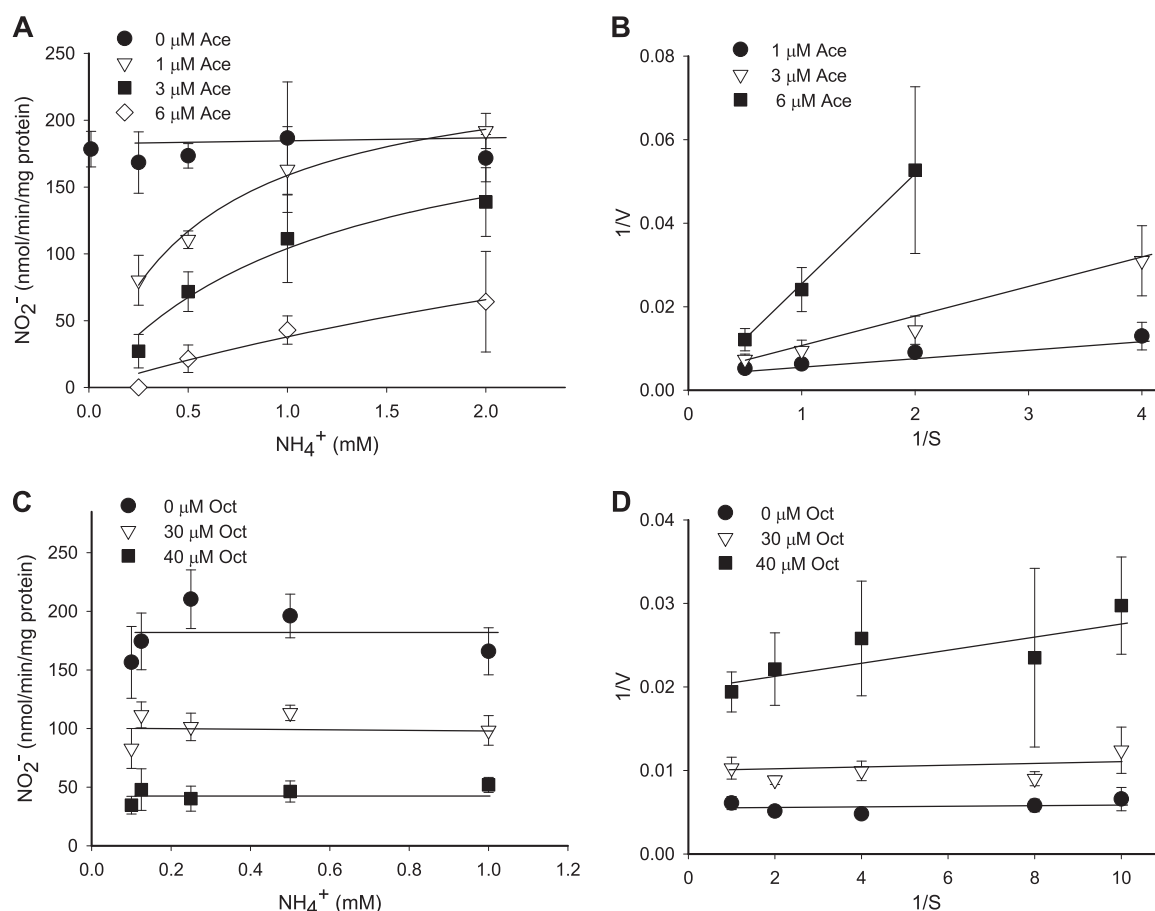 A
0 μM Ace
1 μM Ace
3 μM Ace
6 μM Ace
250
200
150
100
50
0
NO₂⁻ (nmol/min/mg protein)
0.0
0.5
1.0
1.5
2.0
NH₄⁺ (mM)
B
1 μM Ace
3 μM Ace
6 μM Ace
0.08
0.06
0.04
0.02
0.00
1/V
0
1
2
3
4
1/S
C
0 μM Oct
30 μM Oct
40 μM Oct
250
200
150
100
50
0
NO₂⁻ (nmol/min/mg protein)
0.0
0.2
0.4
0.6
0.8
1.0
1.2
NH₄⁺ (mM)
D
0 μM Oct
30 μM Oct
40 μM Oct
0.04
0.03
0.02
0.01
0.00
1/V
0
2
4
6
8
10
1/S